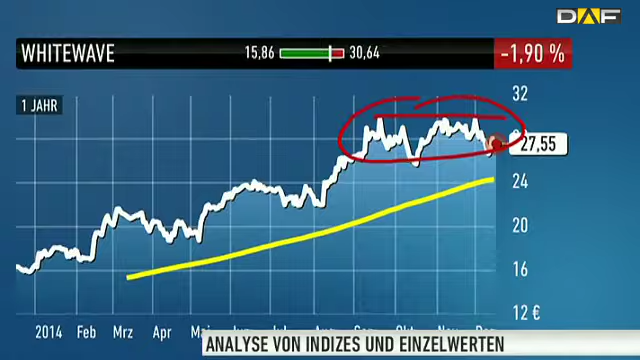 DAF
WHITEWAVE 15,86 30,64 -1,90 %
1 JAHR
32
27,55
24
20
16
12 €
2014 Feb Mrz Apr
ANALYSE VON INDIZES UND EINZELWERTEN